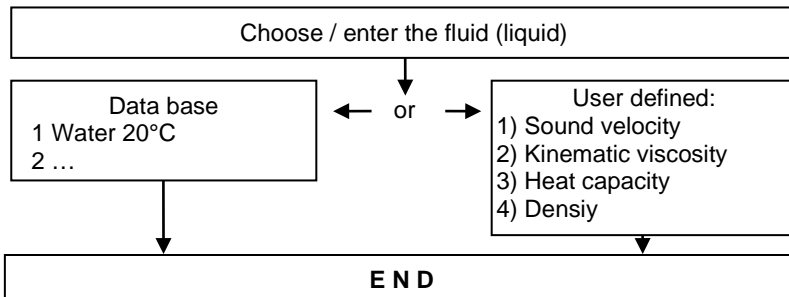 Choose / enter the fluid (liquid)
Data base
1 Water 20°C
2 …
or
User defined:
1) Sound velocity
2) Kinematic viscosity
3) Heat capacity
4) Densiy
E N D